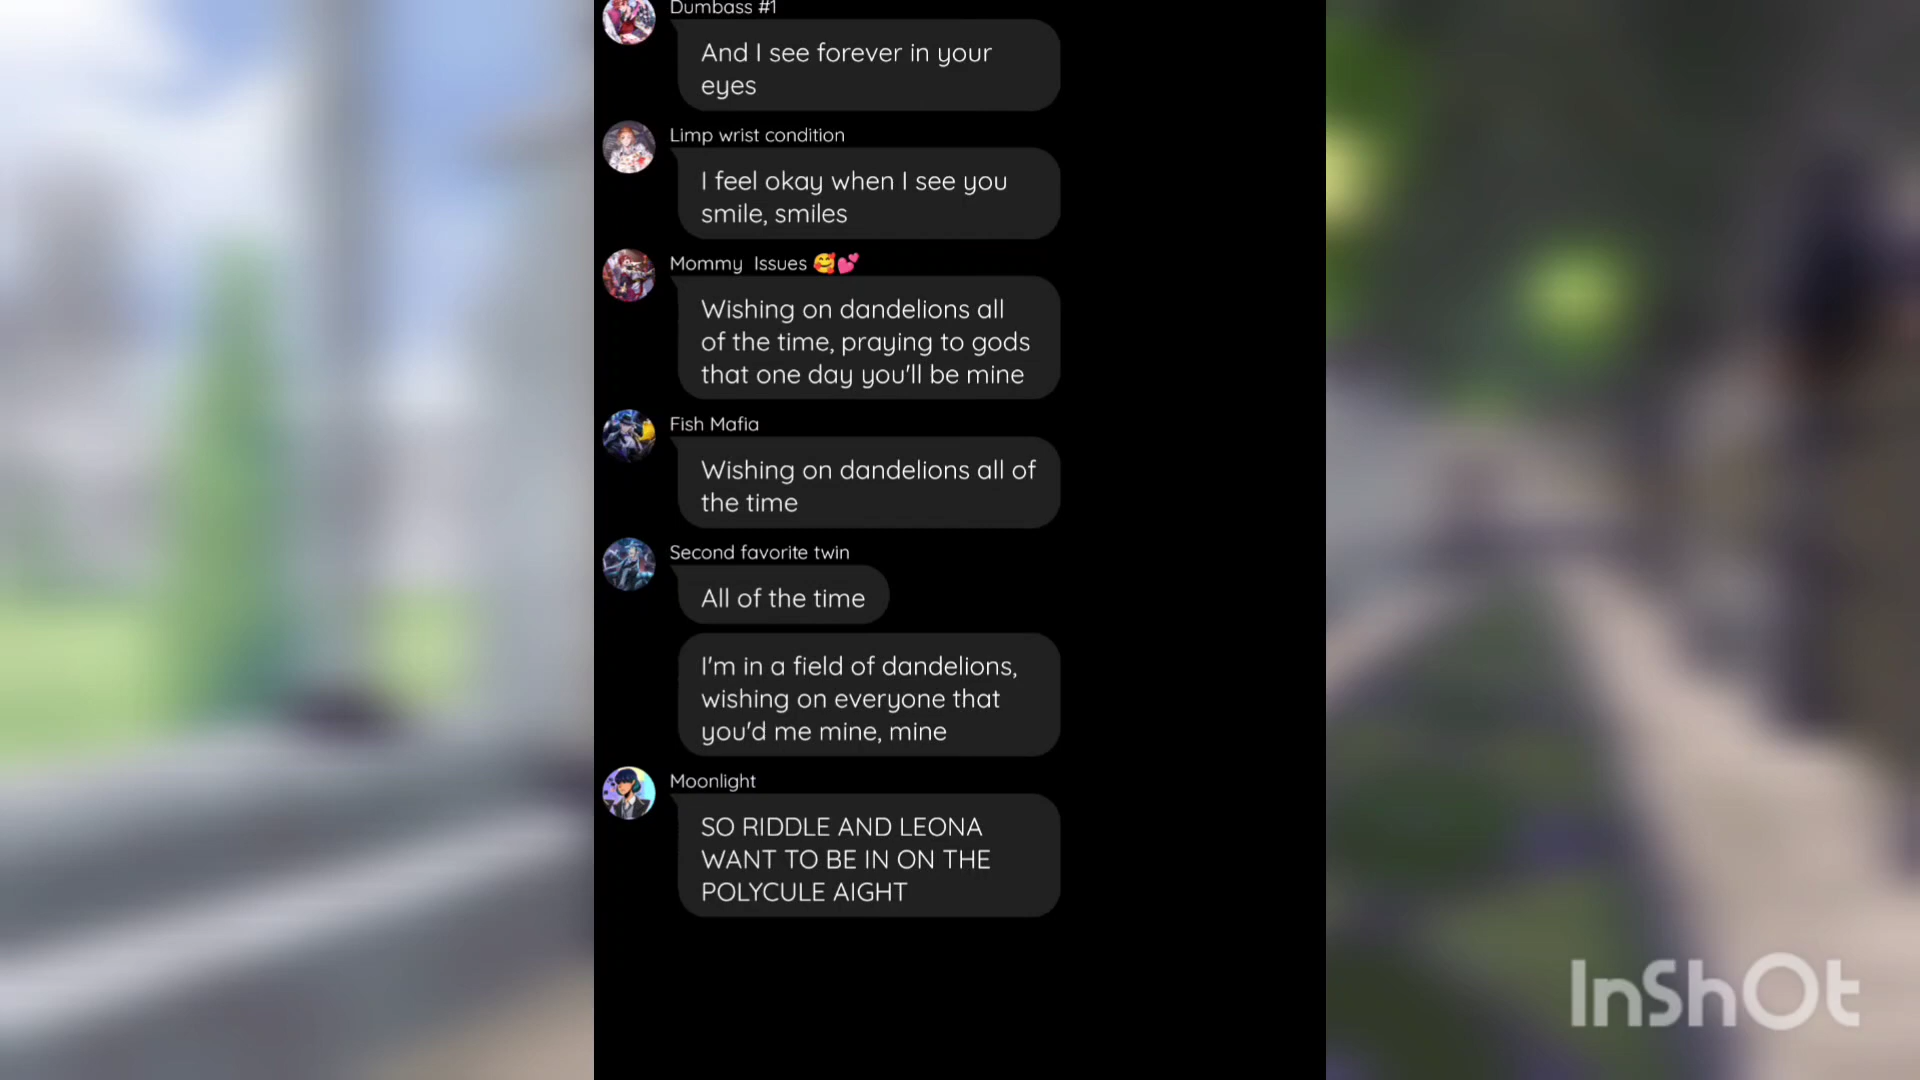 Dumbass #1
And I see forever in your
eyes
Limp wrist condition
I feel okay when I see you
smile, smiles
Mommy Issues 🥰💕
Wishing on dandelions all
of the time, praying to gods
that one day you'll be mine
Fish Mafia
Wishing on dandelions all of
the time
Second favorite twin
All of the time
I'm in a field of dandelions,
wishing on everyone that
you'd me mine, mine
Moonlight
SO RIDDLE AND LEONA
WANT TO BE IN ON THE
POLYCULE AIGHT
InShOt